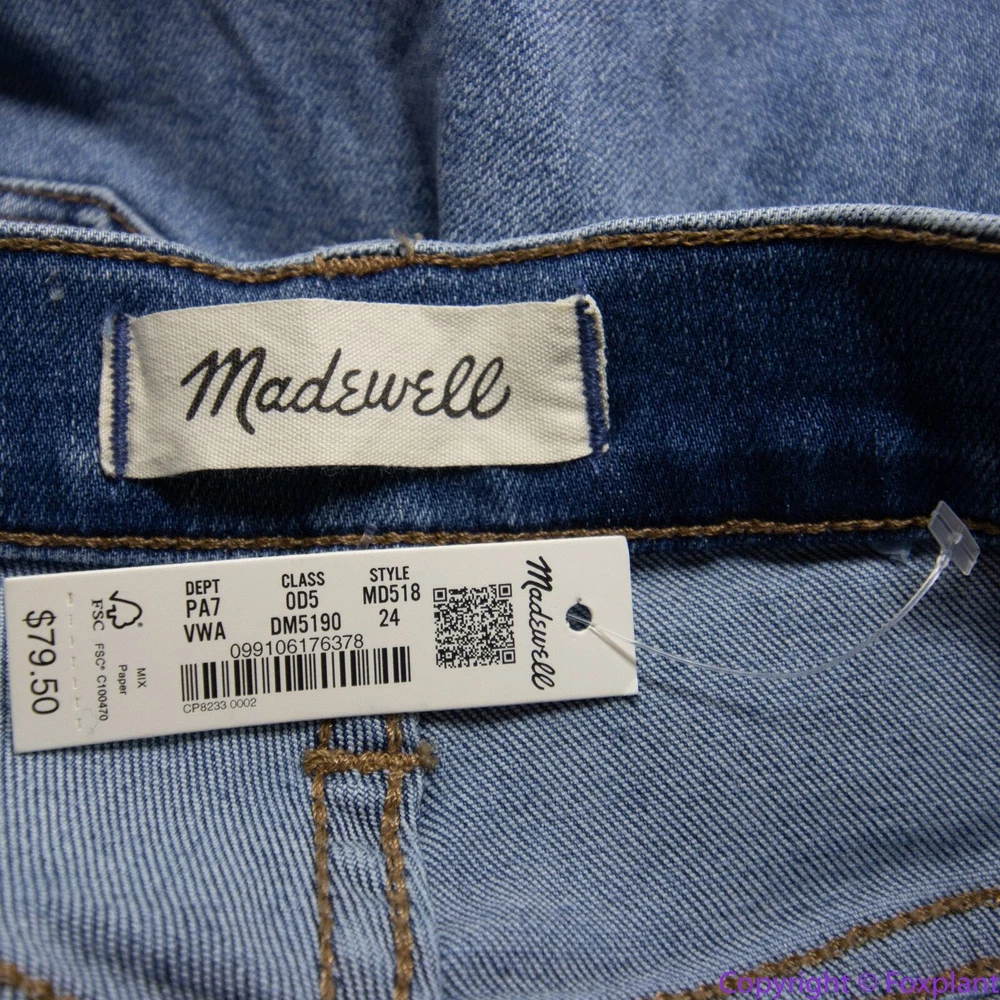 Madewell
DEPT CLASS STYLE
PA7 0D5 MD518
VWA DM5190 24
099106176378
CP8233 0002
Madewell
FSC
FSC® C100470
MIX
Paper
$79.50
Copyright © Foxplant